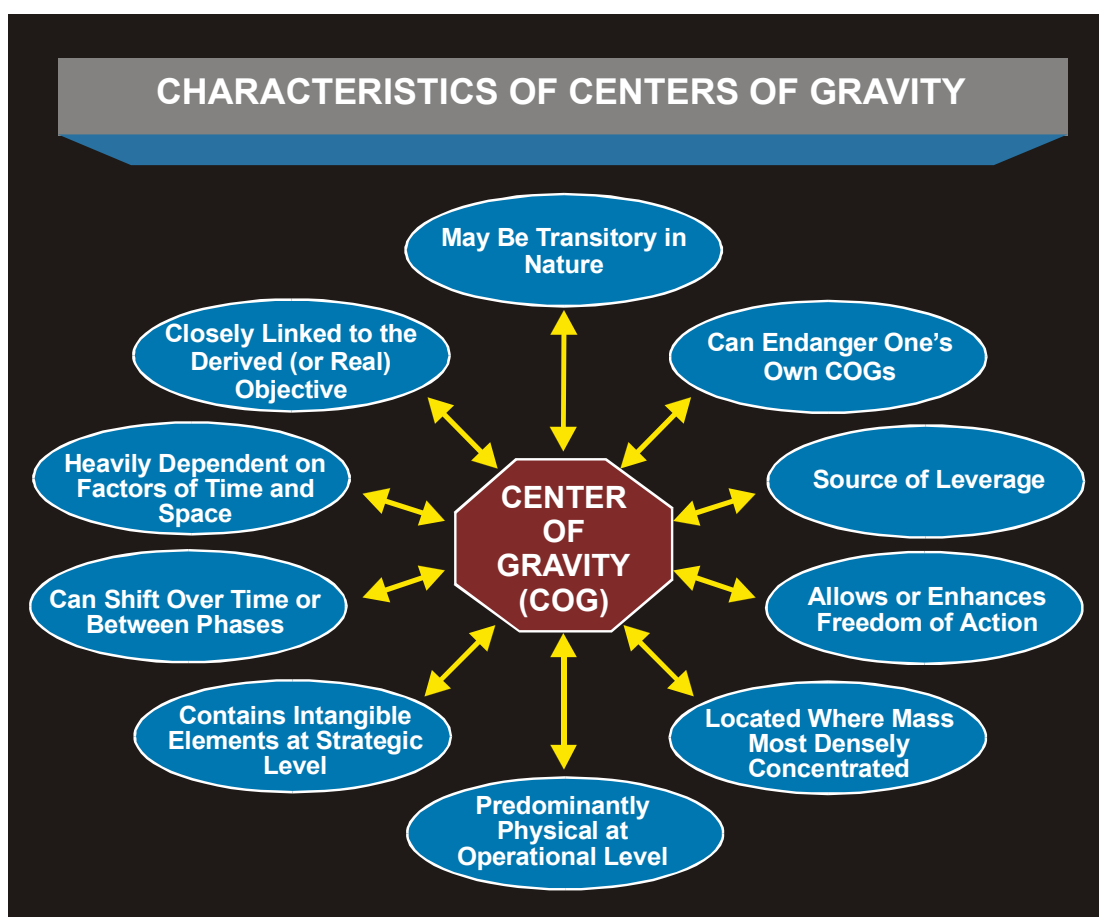 CHARACTERISTICS OF CENTERS OF GRAVITY
May Be Transitory in
Nature
Closely Linked to the
Derived (or Real)
Objective
Can Endanger One's
Own COGs
Heavily Dependent on
Factors of Time and
Space
Source of Leverage
CENTER
OF
GRAVITY
(COG)
Can Shift Over Time or
Between Phases
Allows or Enhances
Freedom of Action
Contains Intangible
Elements at Strategic
Level
Located Where Mass
Most Densely
Concentrated
Predominantly
Physical at
Operational Level